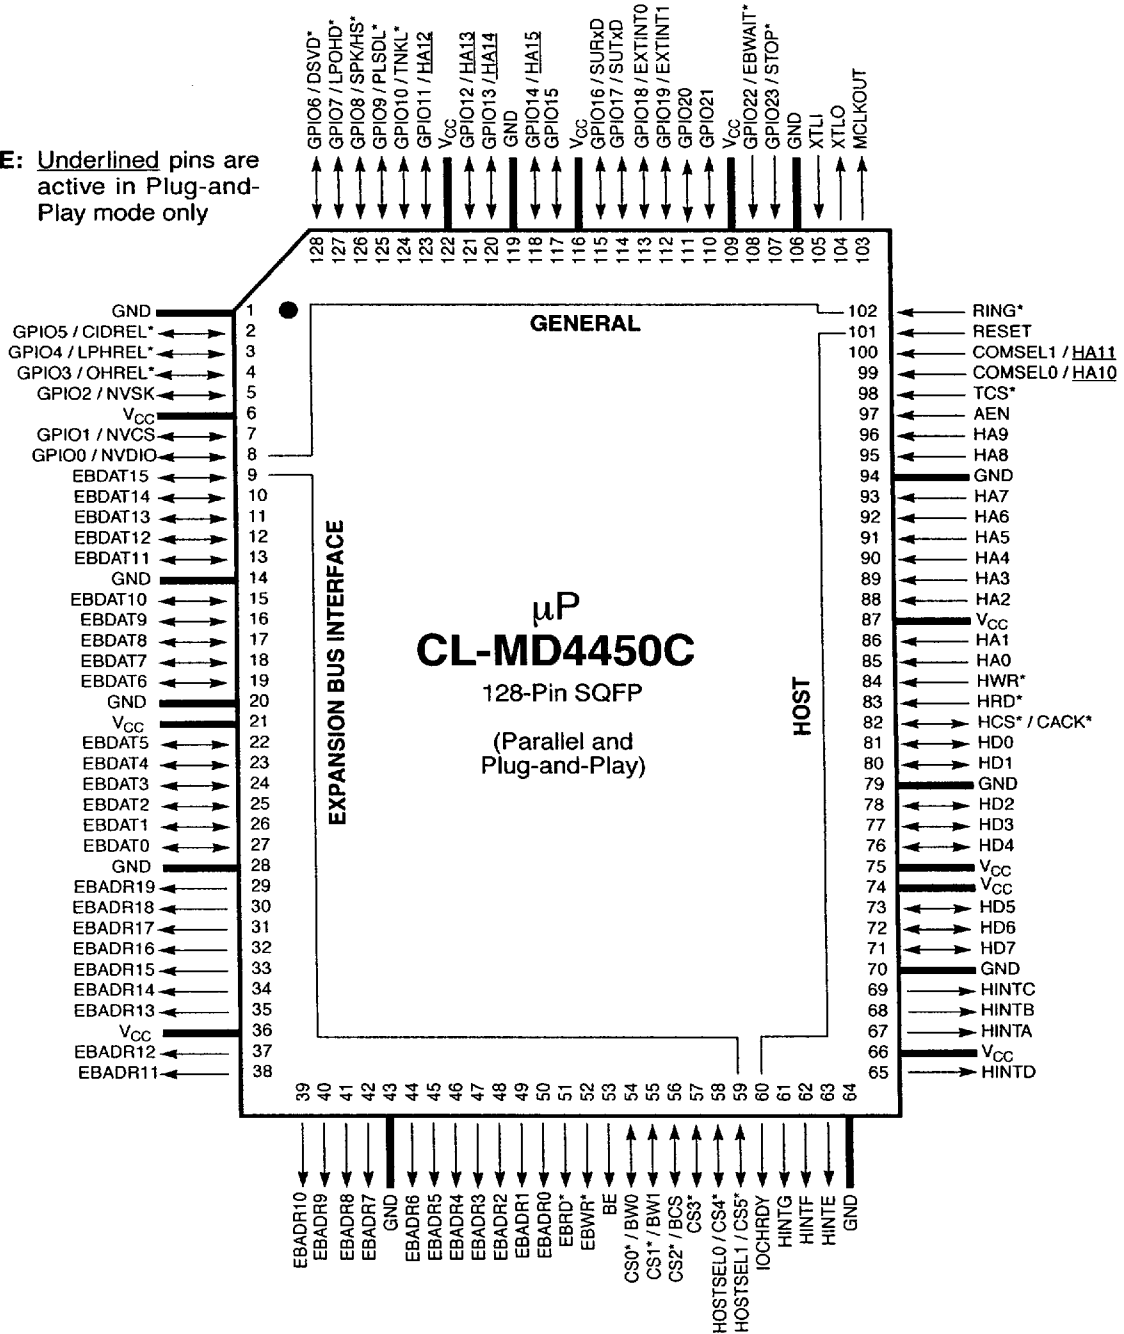 GPIO6 / DSVD*
GPIO7 / LPOHD*
GPIO8 / SPK/HS*
GPIO9 / PLSDL*
GPIO10 / TNKL*
GPIO11 / HA12
VCC
GPIO12 / HA13
GPIO13 / HA14
GND
GPIO14 / HA15
GPIO15
VCC
GPIO16 / SURxD
GPIO17 / SUTxD
GPIO18 / EXTINT0
GPIO19 / EXTINT1
GPIO20
GPIO21
VCC
GPIO22 / EBWAIT*
GPIO23 / STOP*
GND
XTLI
XTLO
MCLKOUT
E: Underlined pins are
active in Plug-and-
Play mode only
128 127 126 125 124 123 122 121 120 119 118 117 116 115 114 113 112 111 110 109 108 107 106 105 104 103
GND 1
GPIO5 / CIDREL* 2
GPIO4 / LPHREL* 3
GPIO3 / OHREL* 4
GPIO2 / NVSK 5
VCC 6
GPIO1 / NVCS 7
GPIO0 / NVDIO 8
EBDAT15 9
EBDAT14 10
EBDAT13 11
EBDAT12 12
EBDAT11 13
GND 14
EBDAT10 15
EBDAT9 16
EBDAT8 17
EBDAT7 18
EBDAT6 19
GND 20
VCC 21
EBDAT5 22
EBDAT4 23
EBDAT3 24
EBDAT2 25
EBDAT1 26
EBDAT0 27
GND 28
EBADR19 29
EBADR18 30
EBADR17 31
EBADR16 32
EBADR15 33
EBADR14 34
EBADR13 35
VCC 36
EBADR12 37
EBADR11 38
GENERAL
EXPANSION BUS INTERFACE
µP
CL-MD4450C
128-Pin SQFP
(Parallel and
Plug-and-Play)
HOST
102 RING*
101 RESET
100 COMSEL1 / HA11
99 COMSEL0 / HA10
98 TCS*
97 AEN
96 HA9
95 HA8
94 GND
93 HA7
92 HA6
91 HA5
90 HA4
89 HA3
88 HA2
87 VCC
86 HA1
85 HA0
84 HWR*
83 HRD*
82 HCS* / CACK*
81 HD0
80 HD1
79 GND
78 HD2
77 HD3
76 HD4
75 VCC
74 VCC
73 HD5
72 HD6
71 HD7
70 GND
69 HINTC
68 HINTB
67 HINTA
66 VCC
65 HINTD
39 40 41 42 43 44 45 46 47 48 49 50 51 52 53 54 55 56 57 58 59 60 61 62 63 64
EBADR10
EBADR9
EBADR8
EBADR7
GND
EBADR6
EBADR5
EBADR4
EBADR3
EBADR2
EBADR1
EBADR0
EBRD*
EBWR*
BE
CS0* / BW0
CS1* / BW1
CS2* / BCS
CS3*
HOSTSEL0 / CS4*
HOSTSEL1 / CS5*
IOCHRDY
HINTG
HINTF
HINTE
GND